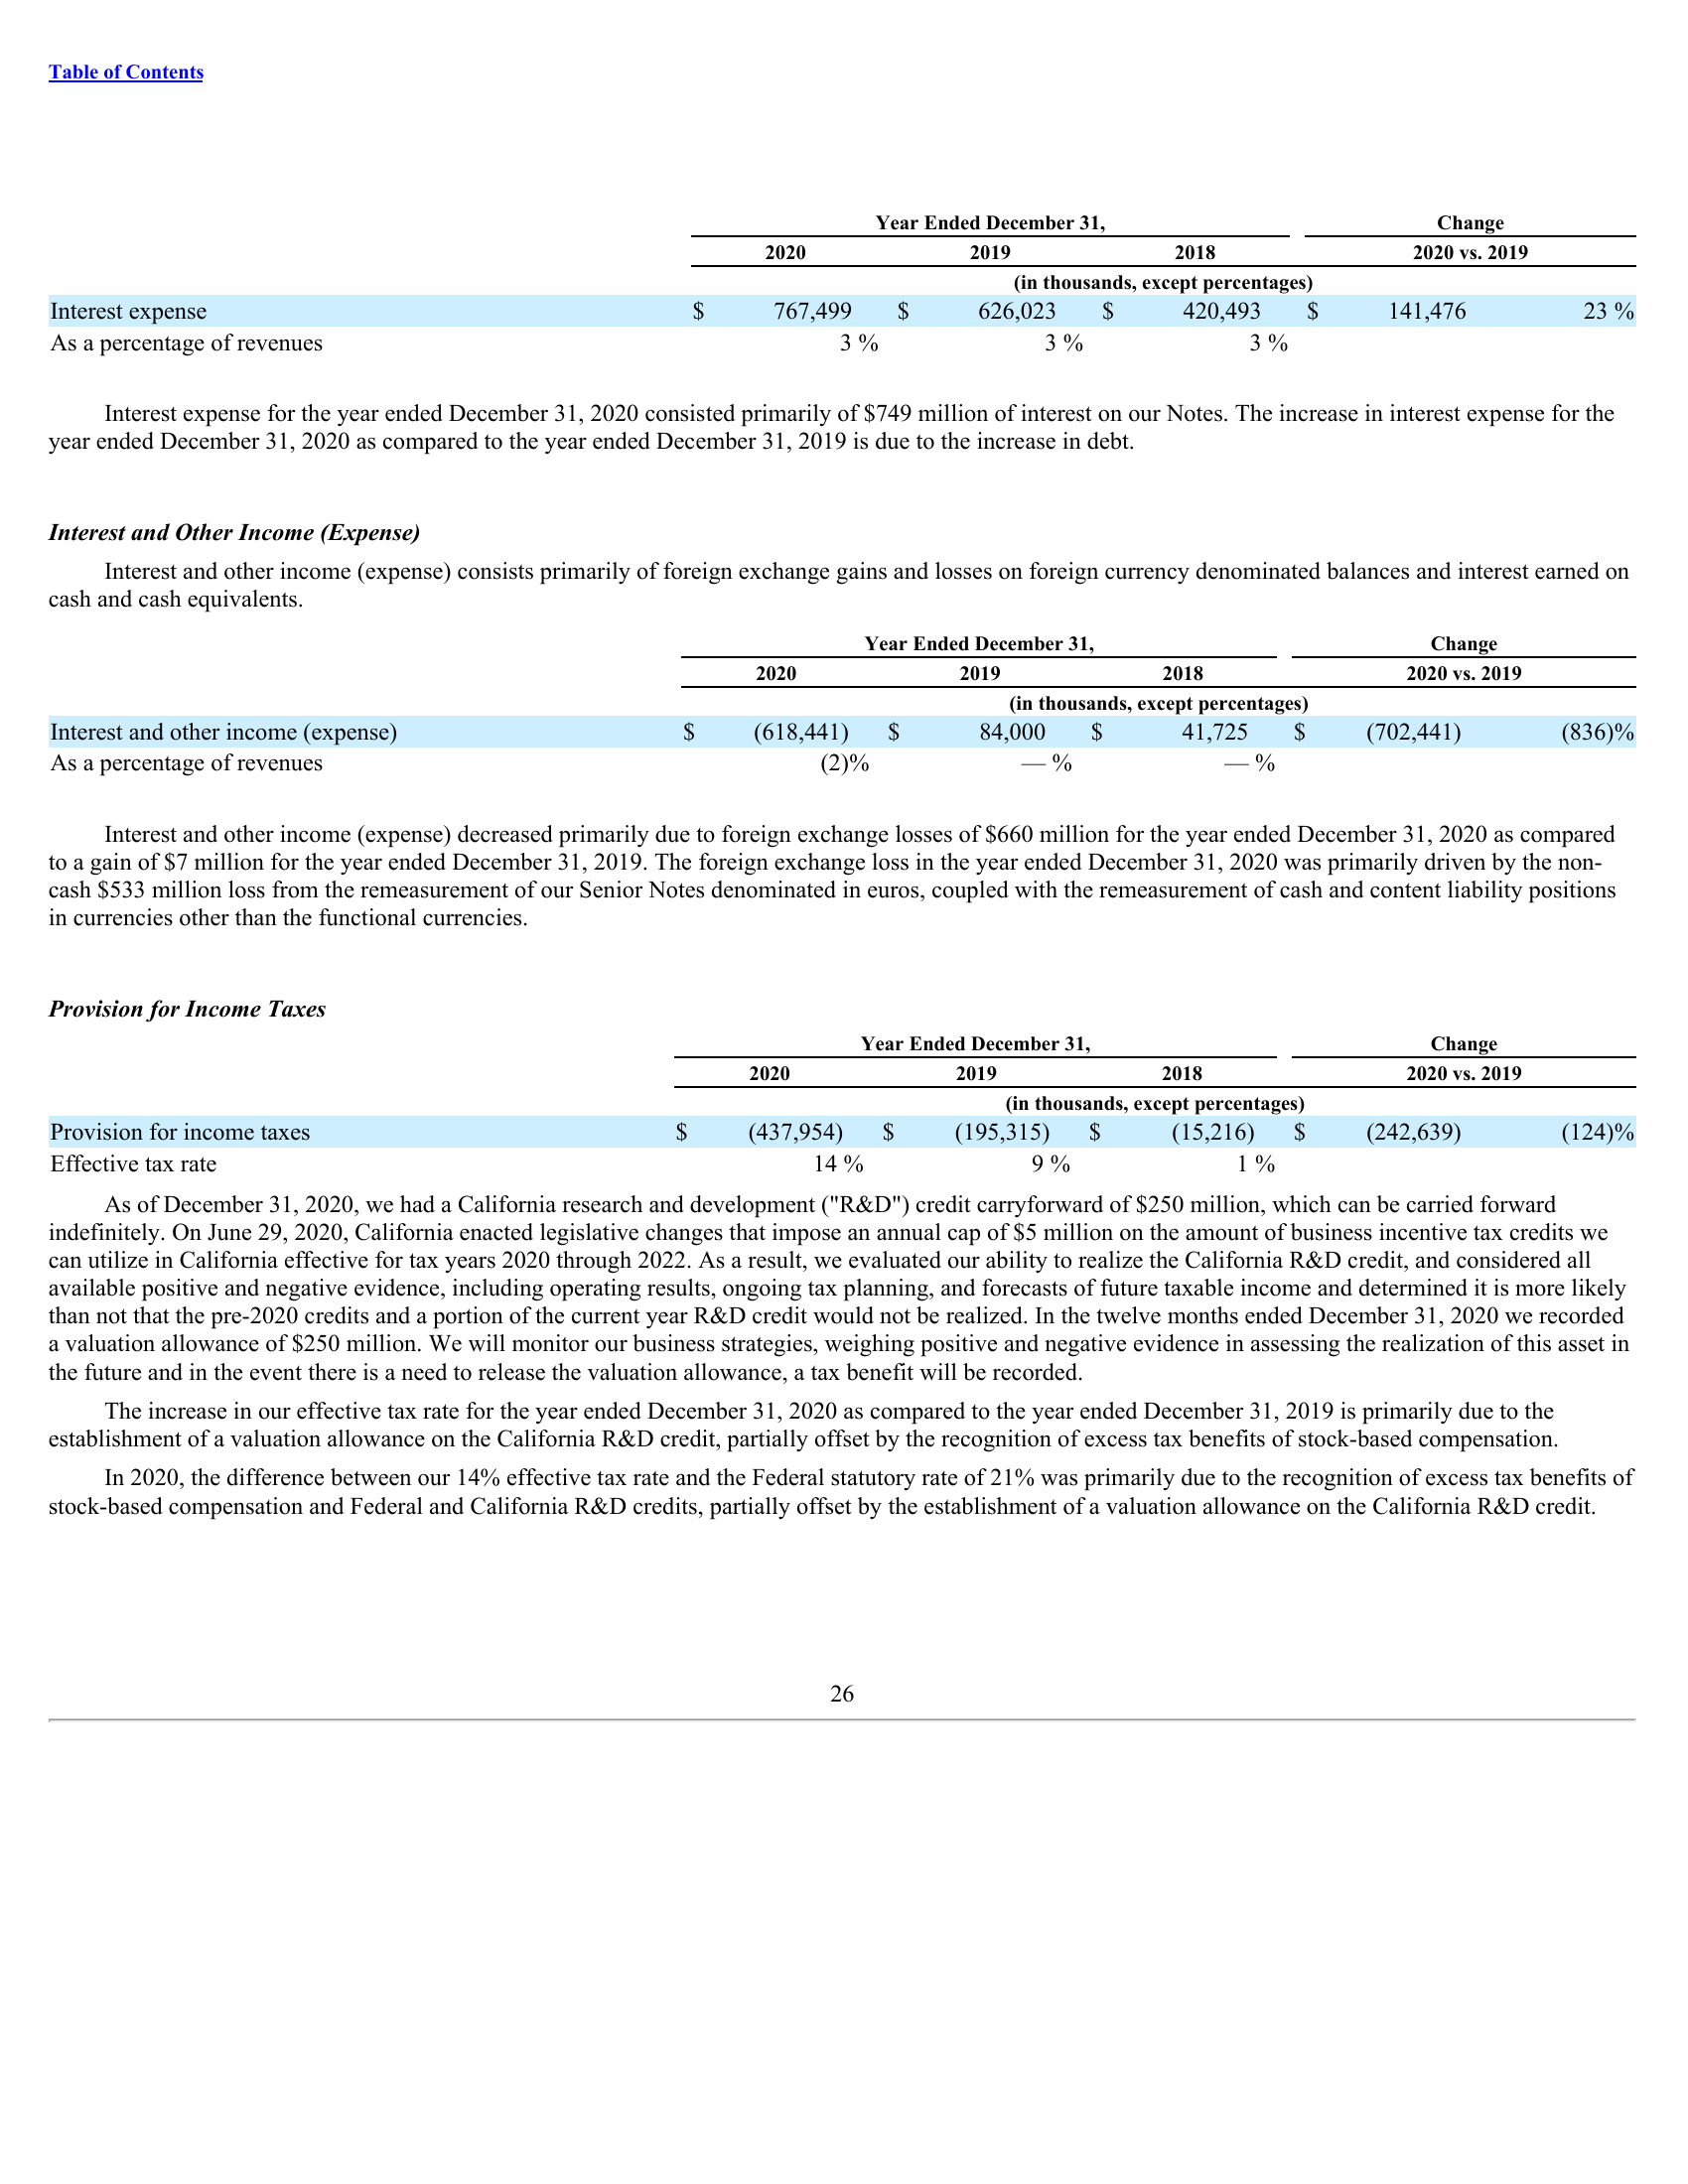 Table of Contents
Year Ended December 31, Change
2020 2019 2018 2020 vs. 2019
(in thousands, except percentages)
Interest expense $ 767,499 $ 626,023 $ 420,493 $ 141,476 23 %
As a percentage of revenues 3 % 3 % 3 %
Interest expense for the year ended December 31, 2020 consisted primarily of $749 million of interest on our Notes. The increase in interest expense for the
year ended December 31, 2020 as compared to the year ended December 31, 2019 is due to the increase in debt.
Interest and Other Income (Expense)
Interest and other income (expense) consists primarily of foreign exchange gains and losses on foreign currency denominated balances and interest earned on
cash and cash equivalents.
Year Ended December 31, Change
2020 2019 2018 2020 vs. 2019
(in thousands, except percentages)
Interest and other income (expense) $ (618,441) $ 84,000 $ 41,725 $ (702,441) (836)%
As a percentage of revenues (2)% — % — %
Interest and other income (expense) decreased primarily due to foreign exchange losses of $660 million for the year ended December 31, 2020 as compared
to a gain of $7 million for the year ended December 31, 2019. The foreign exchange loss in the year ended December 31, 2020 was primarily driven by the non-
cash $533 million loss from the remeasurement of our Senior Notes denominated in euros, coupled with the remeasurement of cash and content liability positions
in currencies other than the functional currencies.
Provision for Income Taxes
Year Ended December 31, Change
2020 2019 2018 2020 vs. 2019
(in thousands, except percentages)
Provision for income taxes $ (437,954) $ (195,315) $ (15,216) $ (242,639) (124)%
Effective tax rate 14 % 9 % 1 %
As of December 31, 2020, we had a California research and development ("R&D") credit carryforward of $250 million, which can be carried forward
indefinitely. On June 29, 2020, California enacted legislative changes that impose an annual cap of $5 million on the amount of business incentive tax credits we
can utilize in California effective for tax years 2020 through 2022. As a result, we evaluated our ability to realize the California R&D credit, and considered all
available positive and negative evidence, including operating results, ongoing tax planning, and forecasts of future taxable income and determined it is more likely
than not that the pre-2020 credits and a portion of the current year R&D credit would not be realized. In the twelve months ended December 31, 2020 we recorded
a valuation allowance of $250 million. We will monitor our business strategies, weighing positive and negative evidence in assessing the realization of this asset in
the future and in the event there is a need to release the valuation allowance, a tax benefit will be recorded.
The increase in our effective tax rate for the year ended December 31, 2020 as compared to the year ended December 31, 2019 is primarily due to the
establishment of a valuation allowance on the California R&D credit, partially offset by the recognition of excess tax benefits of stock-based compensation.
In 2020, the difference between our 14% effective tax rate and the Federal statutory rate of 21% was primarily due to the recognition of excess tax benefits of
stock-based compensation and Federal and California R&D credits, partially offset by the establishment of a valuation allowance on the California R&D credit.
26